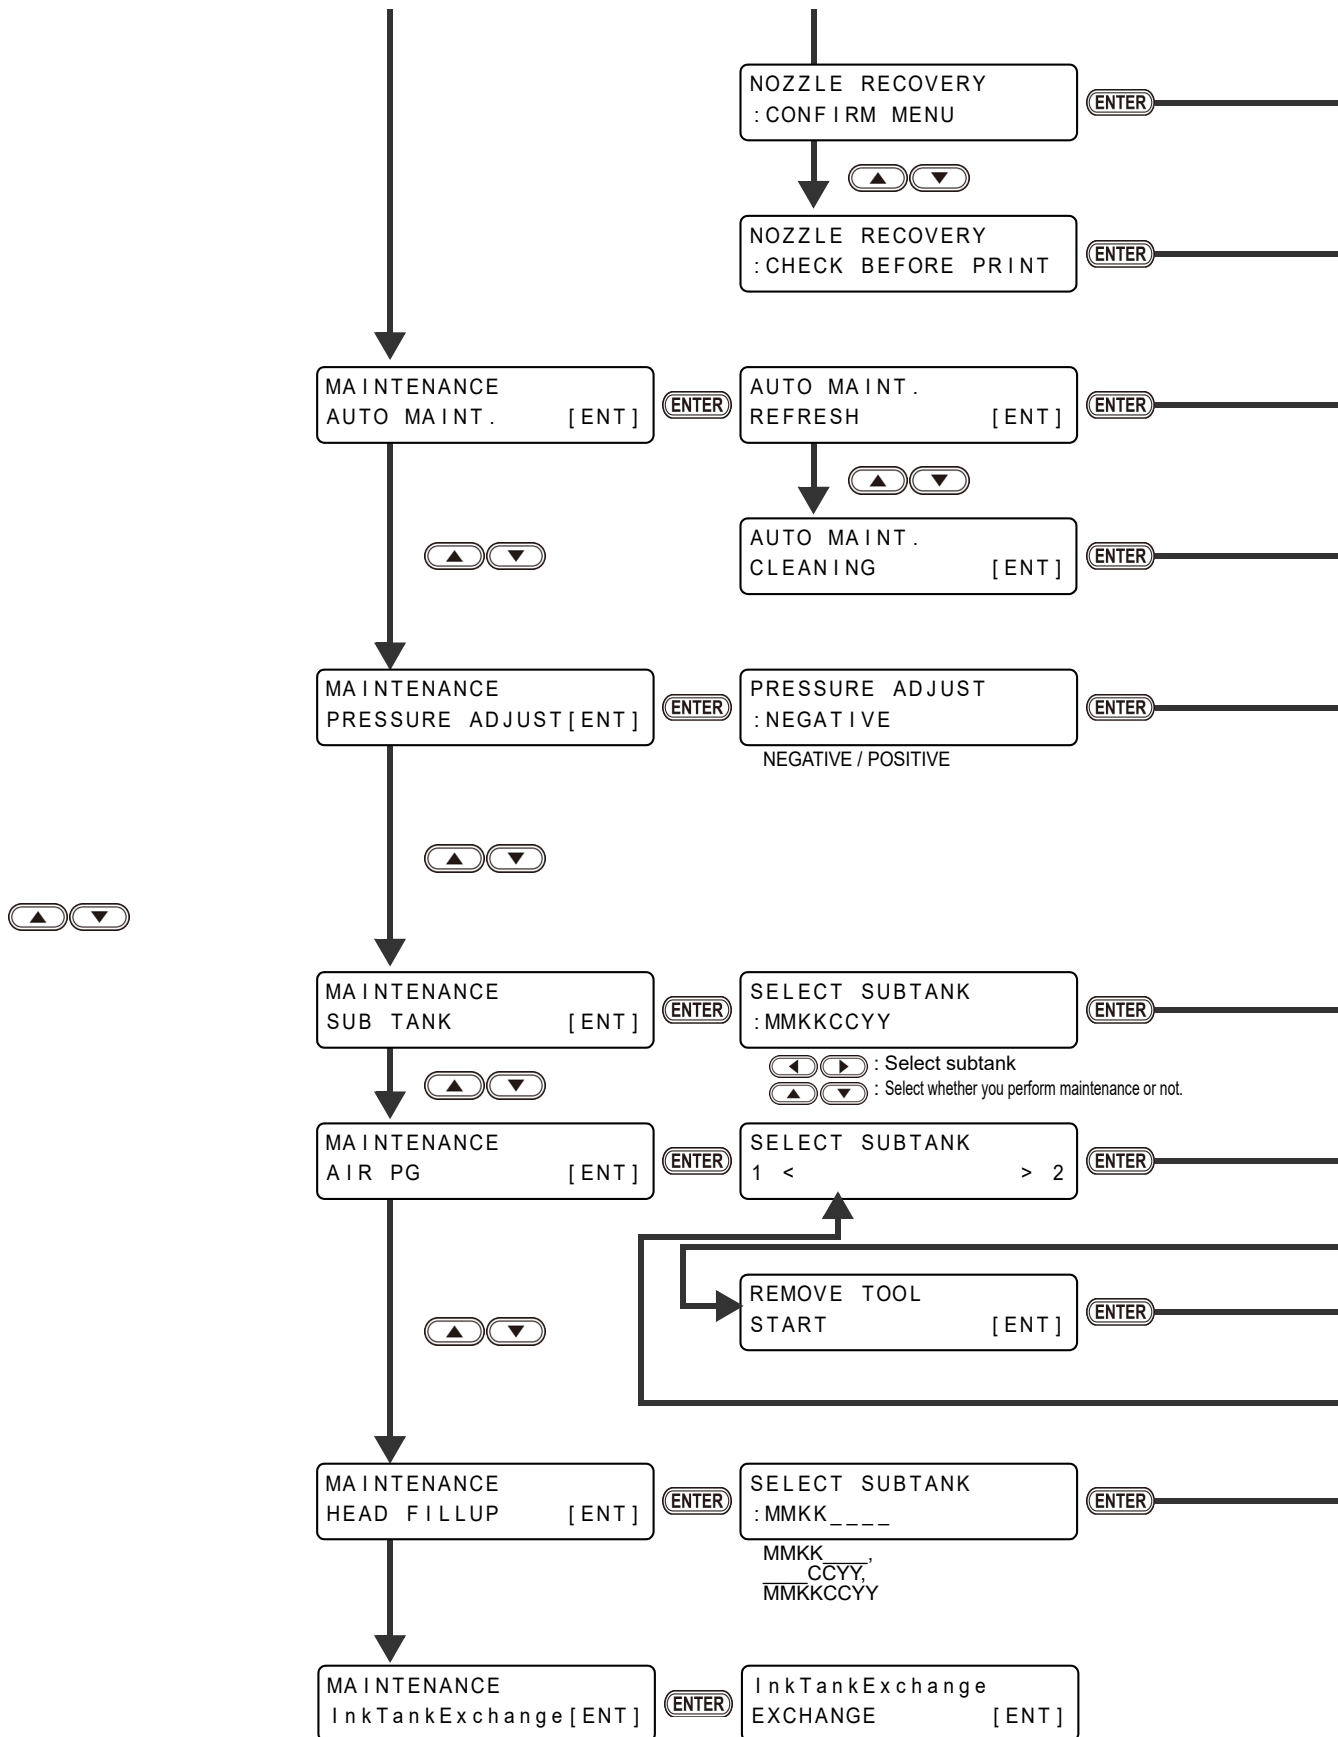 NOZZLE RECOVERY
:CONFIRM MENU
ENTER
NOZZLE RECOVERY
:CHECK BEFORE PRINT
ENTER
MAINTENANCE
AUTO MAINT. [ENT]
ENTER
AUTO MAINT.
REFRESH [ENT]
ENTER
AUTO MAINT.
CLEANING [ENT]
ENTER
MAINTENANCE
PRESSURE ADJUST[ENT]
ENTER
PRESSURE ADJUST
:NEGATIVE
ENTER
NEGATIVE / POSITIVE
MAINTENANCE
SUB TANK [ENT]
ENTER
SELECT SUBTANK
:MMKKCCYY
ENTER
: Select subtank
: Select whether you perform maintenance or not.
MAINTENANCE
AIR PG [ENT]
ENTER
SELECT SUBTANK
1 < > 2
ENTER
REMOVE TOOL
START [ENT]
ENTER
MAINTENANCE
HEAD FILLUP [ENT]
ENTER
SELECT SUBTANK
:MMKK____
ENTER
MMKK____,
____CCYY,
MMKKCCYY
MAINTENANCE
InkTankExchange[ENT]
ENTER
InkTankExchange
EXCHANGE [ENT]